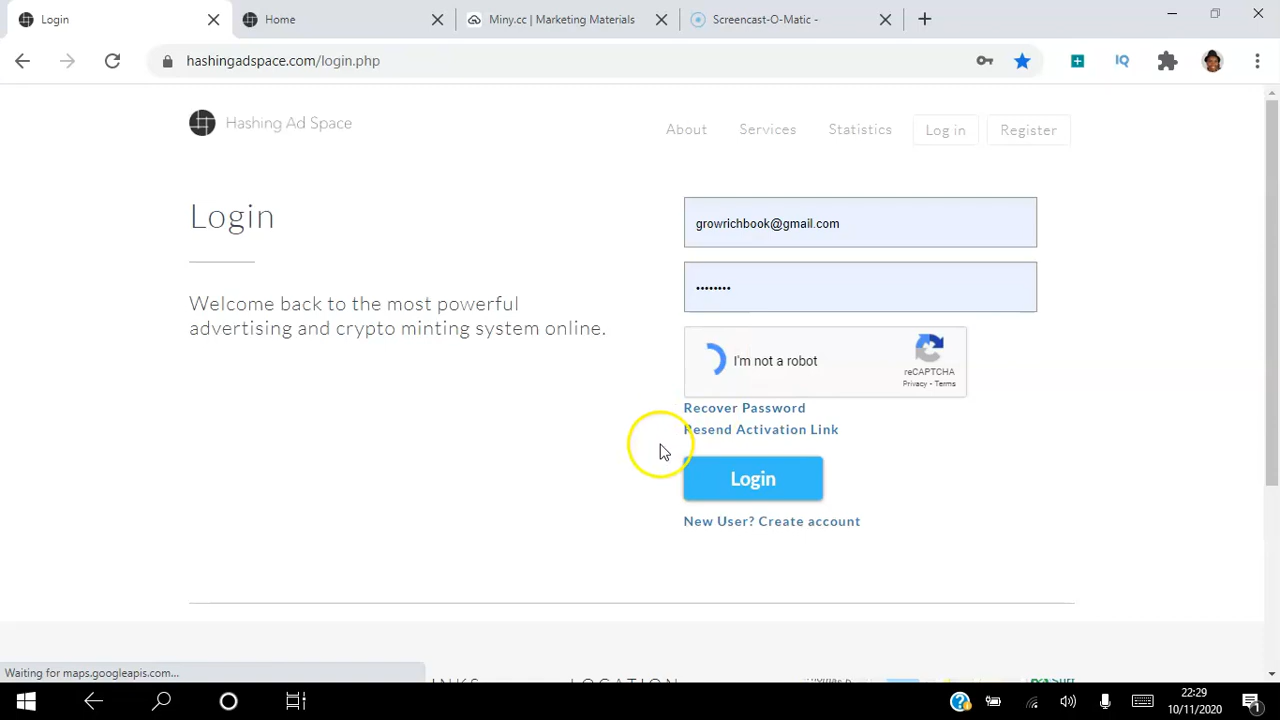 Login
Home
Miny.cc | Marketing Materials
Screencast-O-Matic -
hashingadspace.com/login.php
IQ
Hashing Ad Space
About
Services
Statistics
Log in
Register
Login
growrichbook@gmail.com
Welcome back to the most powerful
advertising and crypto minting system online.
I'm not a robot
reCAPTCHA
Privacy - Terms
Recover Password
Resend Activation Link
Login
New User? Create account
Waiting for maps.googleapis.com...
LOCATION
22:29
10/11/2020